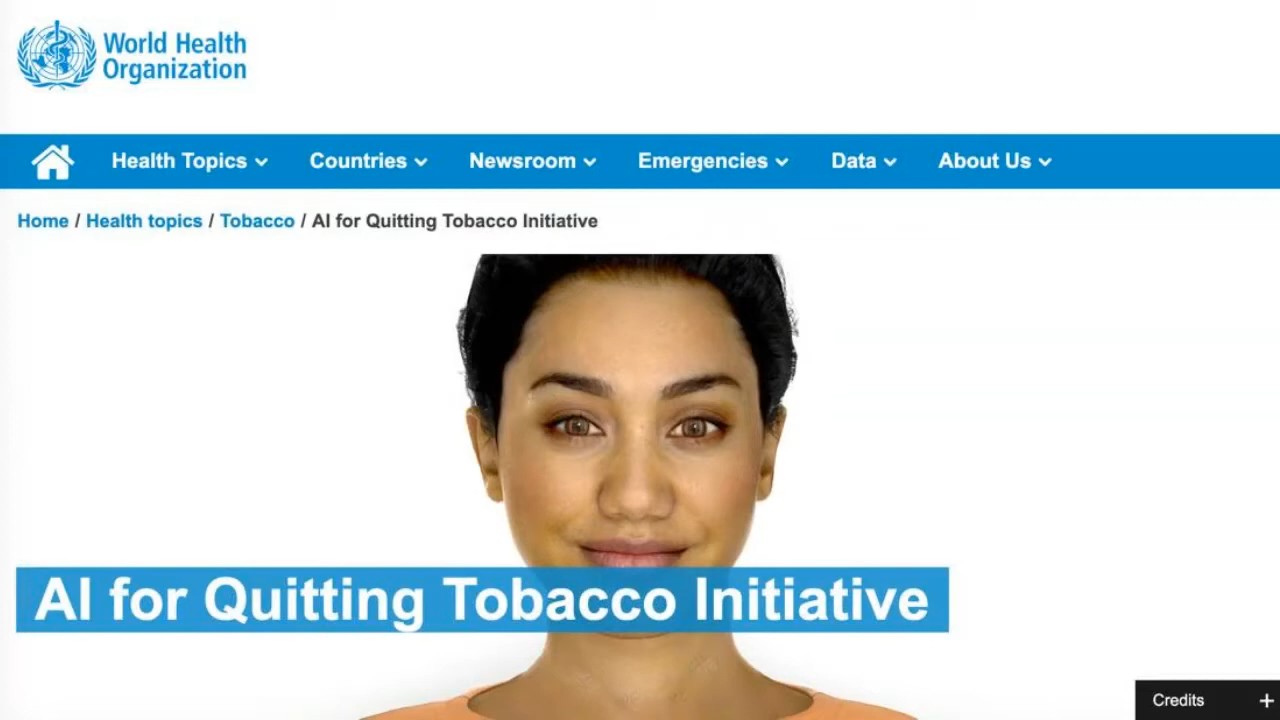 World Health
Organization
Health Topics Countries Newsroom Emergencies Data About Us
Home / Health topics / Tobacco / AI for Quitting Tobacco Initiative
AI for Quitting Tobacco Initiative
Credits +